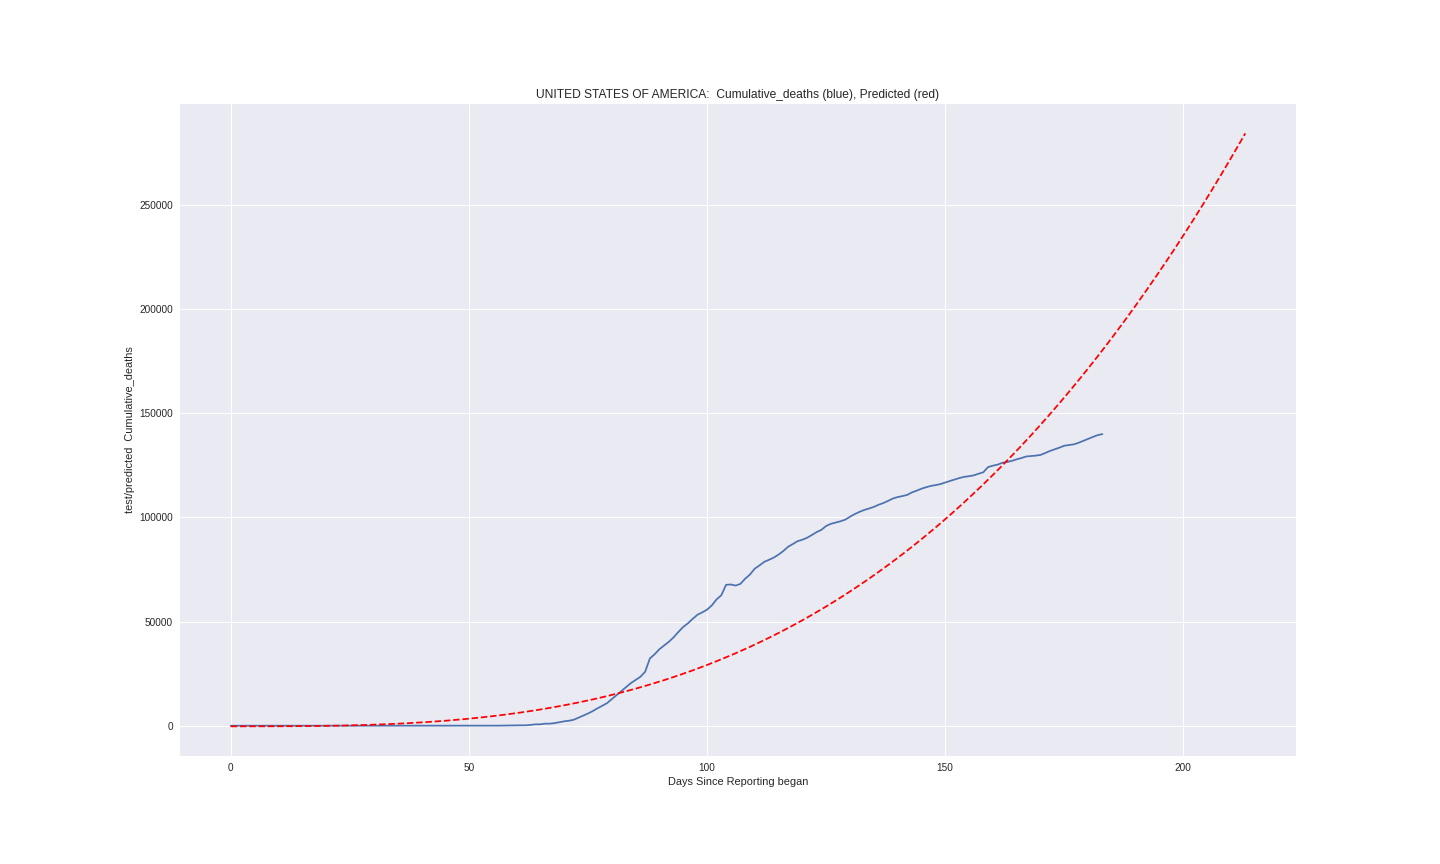 UNITED STATES OF AMERICA:  Cumulative_deaths (blue), Predicted (red)
test/predicted  Cumulative_deaths
250000
200000
150000
100000
50000
0
0 50 100 150 200
Days Since Reporting began